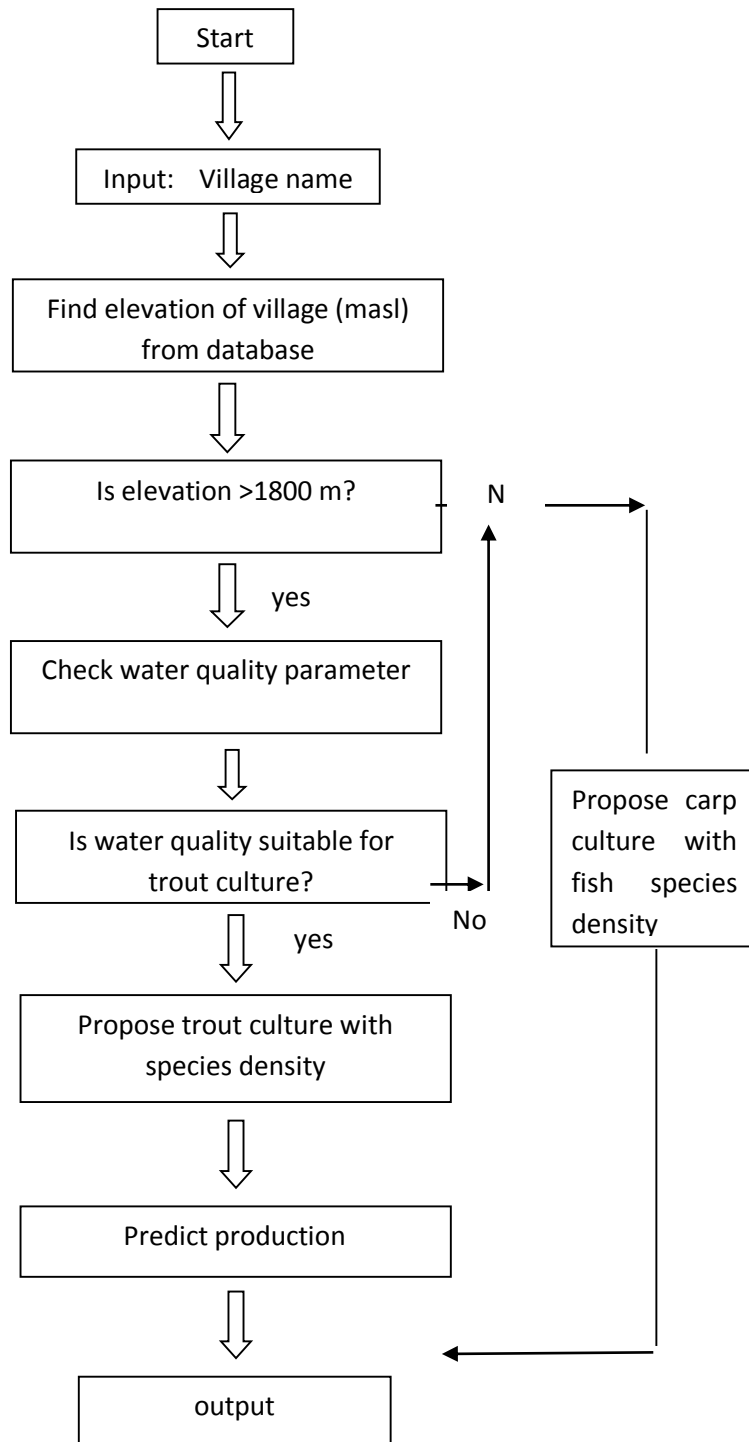 Start
Input: Village name
Find elevation of village (masl)
from database
Is elevation >1800 m?
N
yes
Check water quality parameter
Is water quality suitable for
trout culture?
No
yes
Propose carp
culture with
fish species
density
Propose trout culture with
species density
Predict production
output